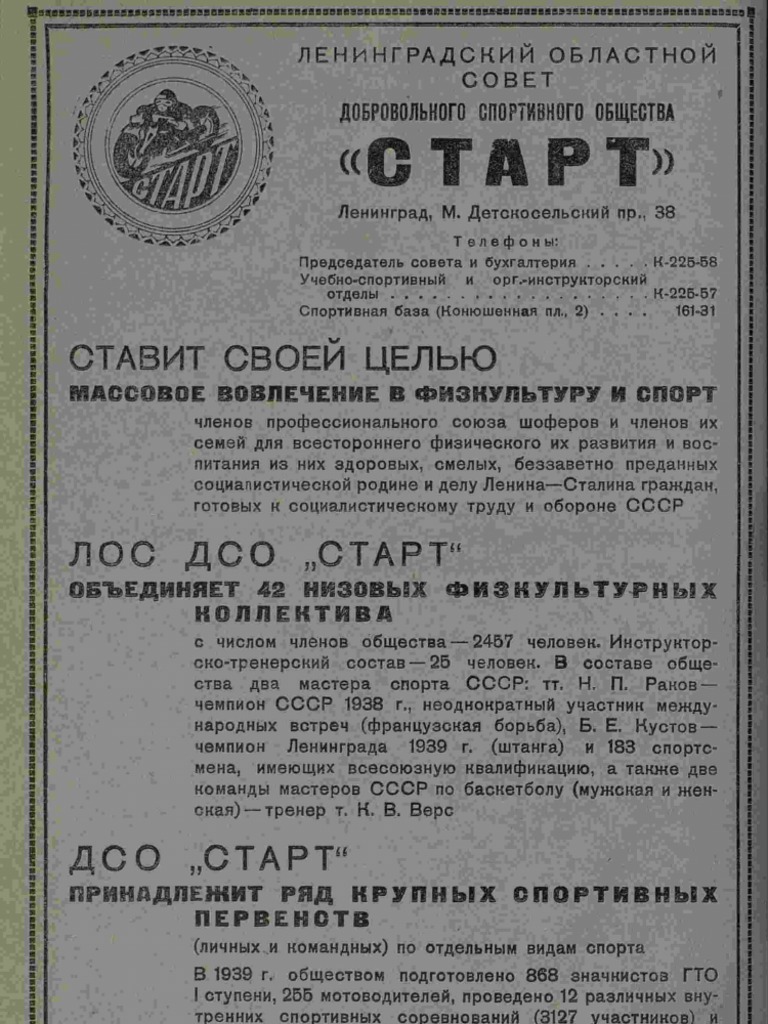 СТАРТ
ЛЕНИНГРАДСКИЙ ОБЛАСТНОЙ
СОВЕТ
ДОБРОВОЛЬНОГО СПОРТИВНОГО ОБЩЕСТВА
«СТАРТ»
Ленинград, М. Детскосельский пр., 38
Телефоны:
Председатель совета и бухгалтерия . . . . . К-225-58
Учебно-спортивный и орг.-инструкторский
отделы . . . . . . . . . . . . . . . . . . . К-225-57
Спортивная база (Конюшенная пл., 2) . . . . 161-31
СТАВИТ СВОЕЙ ЦЕЛЬЮ
МАССОВОЕ ВОВЛЕЧЕНИЕ В ФИЗКУЛЬТУРУ И СПОРТ
членов профессионального союза шоферов и членов их
семей для всестороннего физического их развития и вос-
питания из них здоровых, смелых, беззаветно преданных
социалистической родине и делу Ленина—Сталина граждан,
готовых к социалистическому труду и обороне СССР
ЛОС ДСО „СТАРТ“
ОБЪЕДИНЯЕТ 42 НИЗОВЫХ ФИЗКУЛЬТУРНЫХ
КОЛЛЕКТИВА
с числом членов общества — 2457 человек. Инструктор-
ско-тренерский состав — 25 человек. В составе обще-
ства два мастера спорта СССР: тт. Н. П. Раков —
чемпион СССР 1938 г., неоднократный участник между-
народных встреч (французская борьба), Б. Е. Кустов —
чемпион Ленинграда 1939 г. (штанга) и 183 спортс-
мена, имеющих всесоюзную квалификацию, а также две
команды мастеров СССР по баскетболу (мужская и жен-
ская) — тренер т. К. В. Верс
ДСО „СТАРТ“
ПРИНАДЛЕЖИТ РЯД КРУПНЫХ СПОРТИВНЫХ
ПЕРВЕНСТВ
(личных и командных) по отдельным видам спорта
В 1939 г. обществом подготовлено 868 значкистов ГТО
I ступени, 255 мотоводителей, проведено 12 различных вну-
тренних спортивных соревнований (3127 участников) и